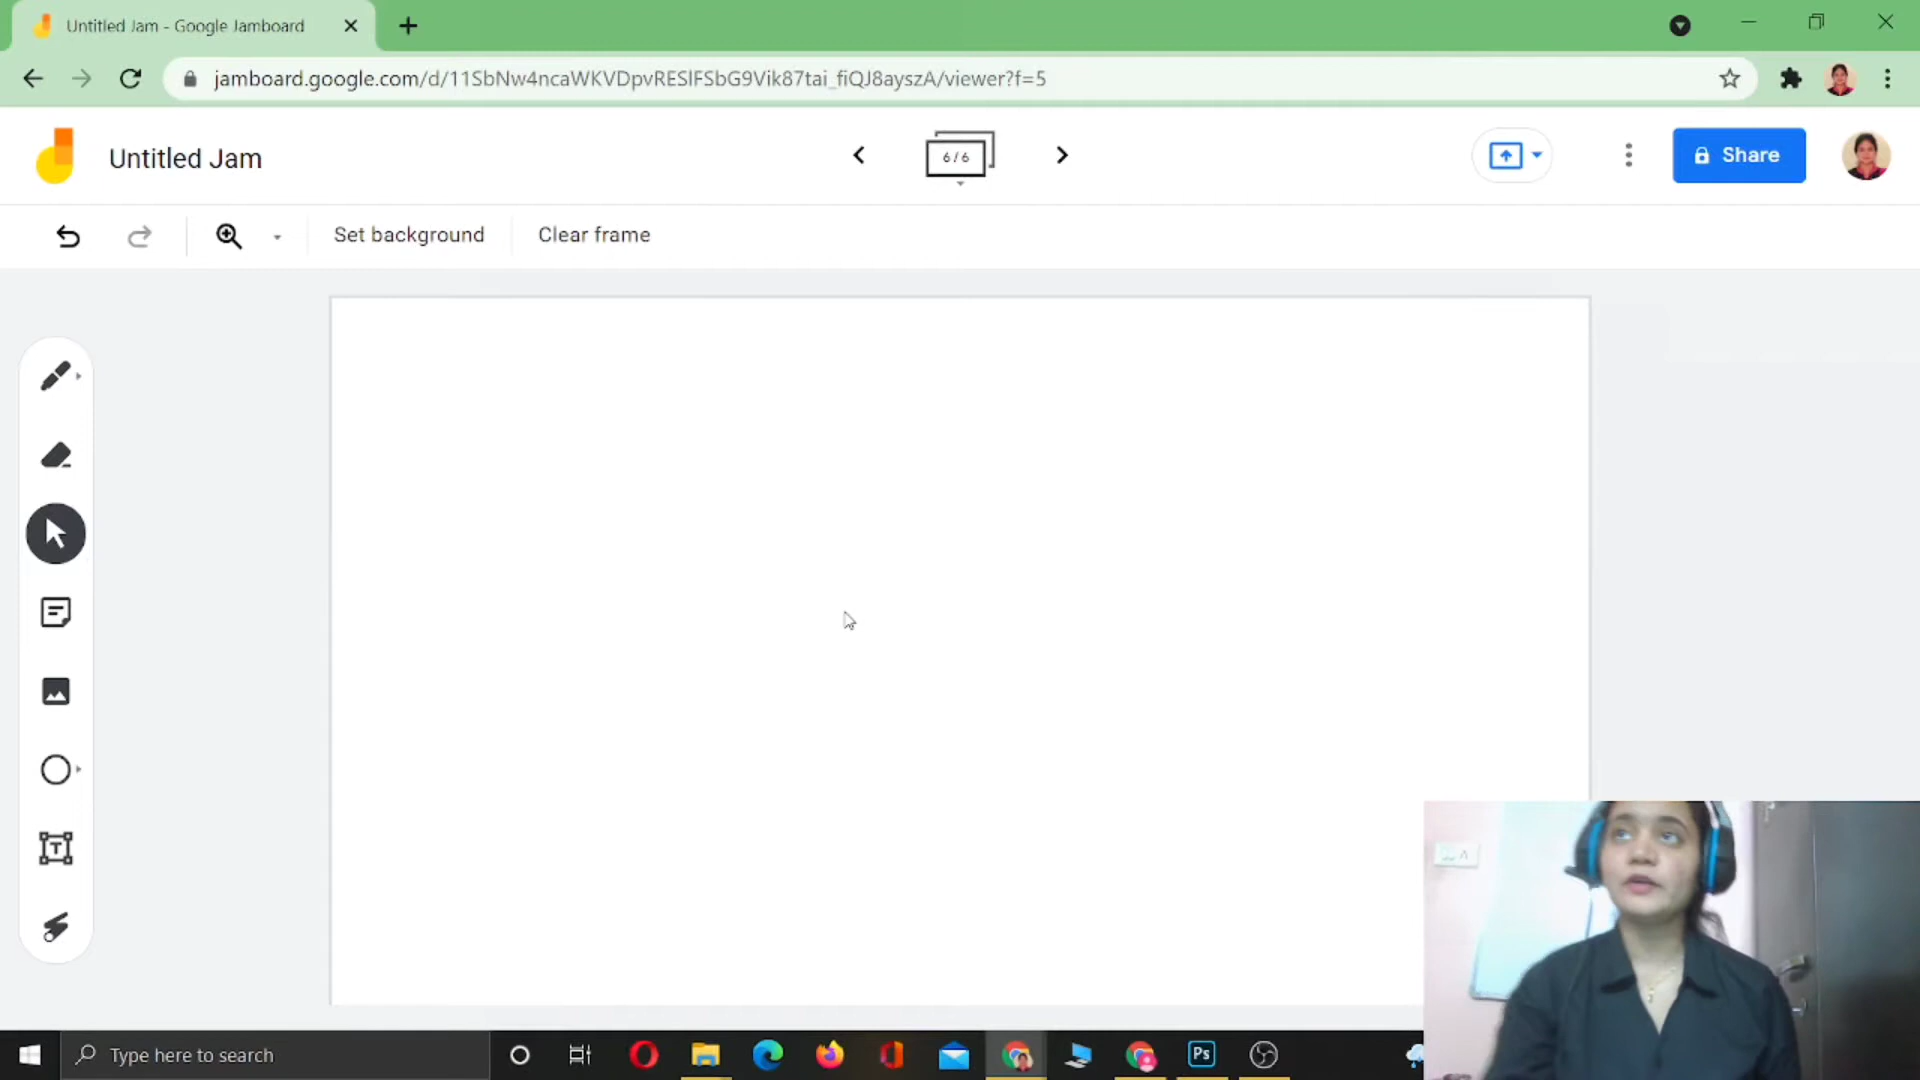 Untitled Jam - Google Jamboard
jamboard.google.com/d/11SbNw4ncaWKVDpvRESlFSbG9Vik87tai_fiQJ8ayszA/viewer?f=5
Untitled Jam
6/6
Share
Set background
Clear frame
T
Type here to search
Ps